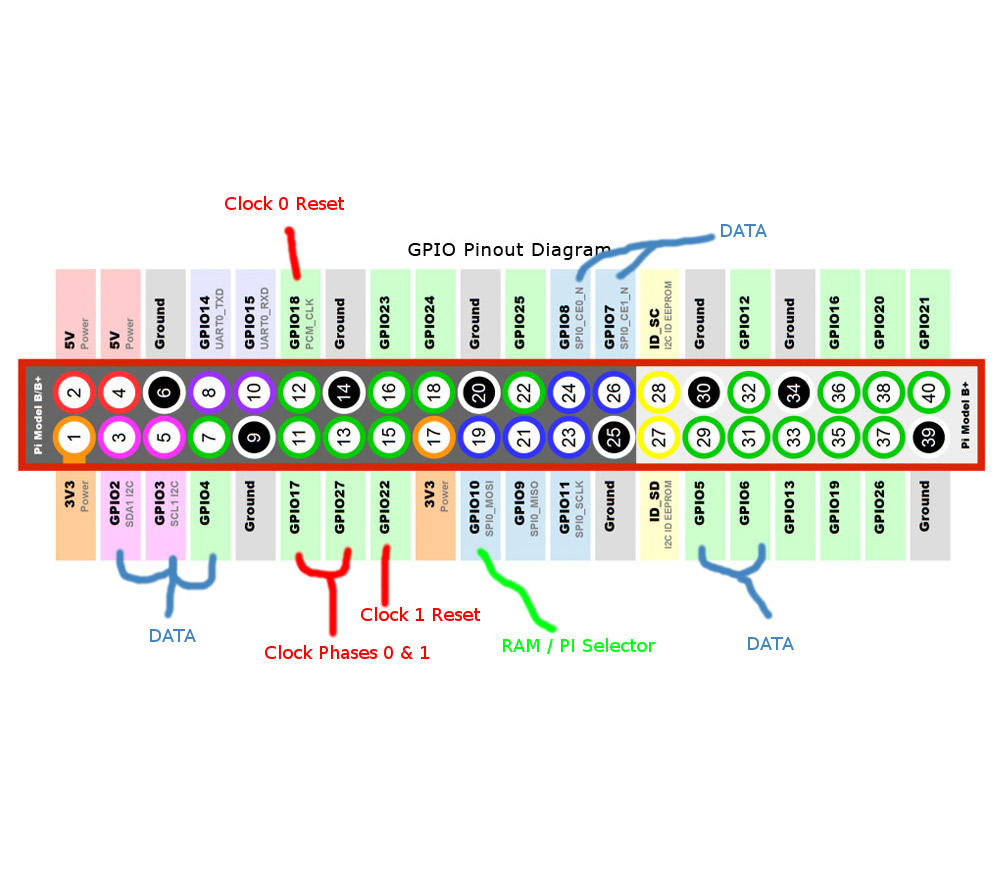 Clock 0 Reset
DATA
GPIO Pinout Diagram
5V
Power
5V
Power
Ground
GPIO14
UART0_TXD
GPIO15
UART0_RXD
GPIO18
PCM_CLK
Ground
GPIO23
GPIO24
Ground
GPIO25
GPIO8
SPI0_CE0_N
GPIO7
SPI0_CE1_N
ID_SC
I2C ID EEPROM
Ground
GPIO12
Ground
GPIO16
GPIO20
GPIO21
Pi Model B/B+
2 4 6 8 10 12 14 16 18 20 22 24 26 28 30 32 34 36 38 40
1 3 5 7 9 11 13 15 17 19 21 23 25 27 29 31 33 35 37 39
Pi Model B+
3V3
Power
GPIO2
SDA1 I2C
GPIO3
SCL1 I2C
GPIO4
Ground
GPIO17
GPIO27
GPIO22
3V3
Power
GPIO10
SPI0_MOSI
GPIO9
SPI0_MISO
GPIO11
SPI0_SCLK
Ground
ID_SD
I2C ID EEPROM
GPIO5
GPIO6
GPIO13
GPIO19
GPIO26
Ground
DATA
Clock Phases 0 & 1
Clock 1 Reset
RAM / PI Selector
DATA